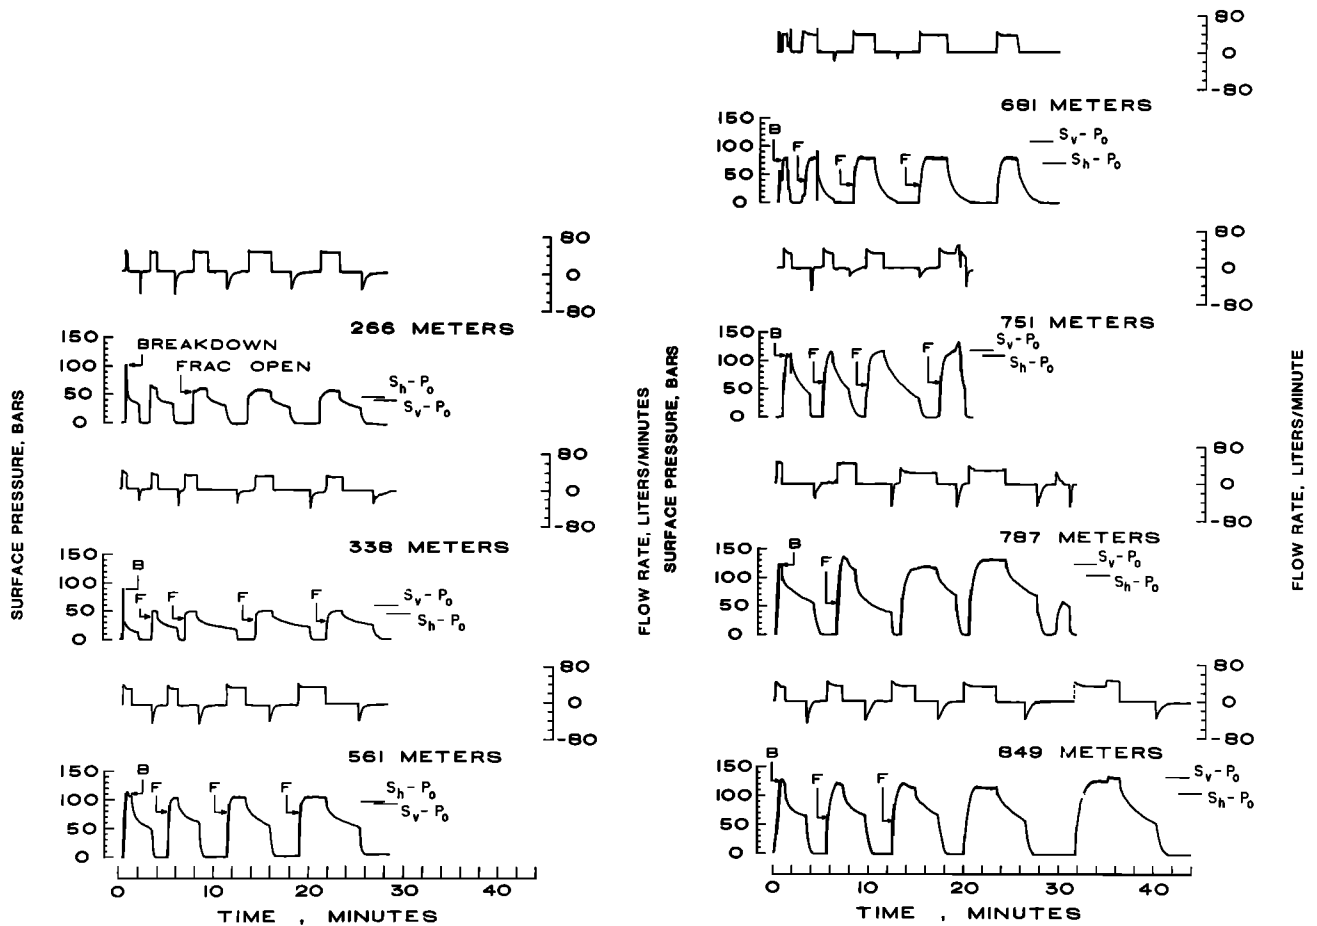 SURFACE PRESSURE, BARS
80
0
-80
266 METERS
150
100
50
0
BREAKDOWN
FRAC OPEN
Sh - Po
Sv - Po
80
0
-80
338 METERS
150
100
50
0
B
F F F F
Sv - Po
Sh - Po
80
0
-80
561 METERS
150
100
50
0
B
F F F
Sh - Po
Sv - Po
0 10 20 30 40
TIME , MINUTES
FLOW RATE, LITERS/MINUTES
SURFACE PRESSURE, BARS
80
0
-80
681 METERS
150
100
50
0
B
F F F
Sv - Po
Sh - Po
80
0
-80
751 METERS
150
100
50
0
B
F F F
Sv - Po
Sh - Po
80
0
-80
787 METERS
150
100
50
0
B
F
Sv - Po
Sh - Po
80
0
-80
849 METERS
150
100
50
0
B
F F
Sv - Po
Sh - Po
0 10 20 30 40
TIME , MINUTES
FLOW RATE, LITERS/MINUTE